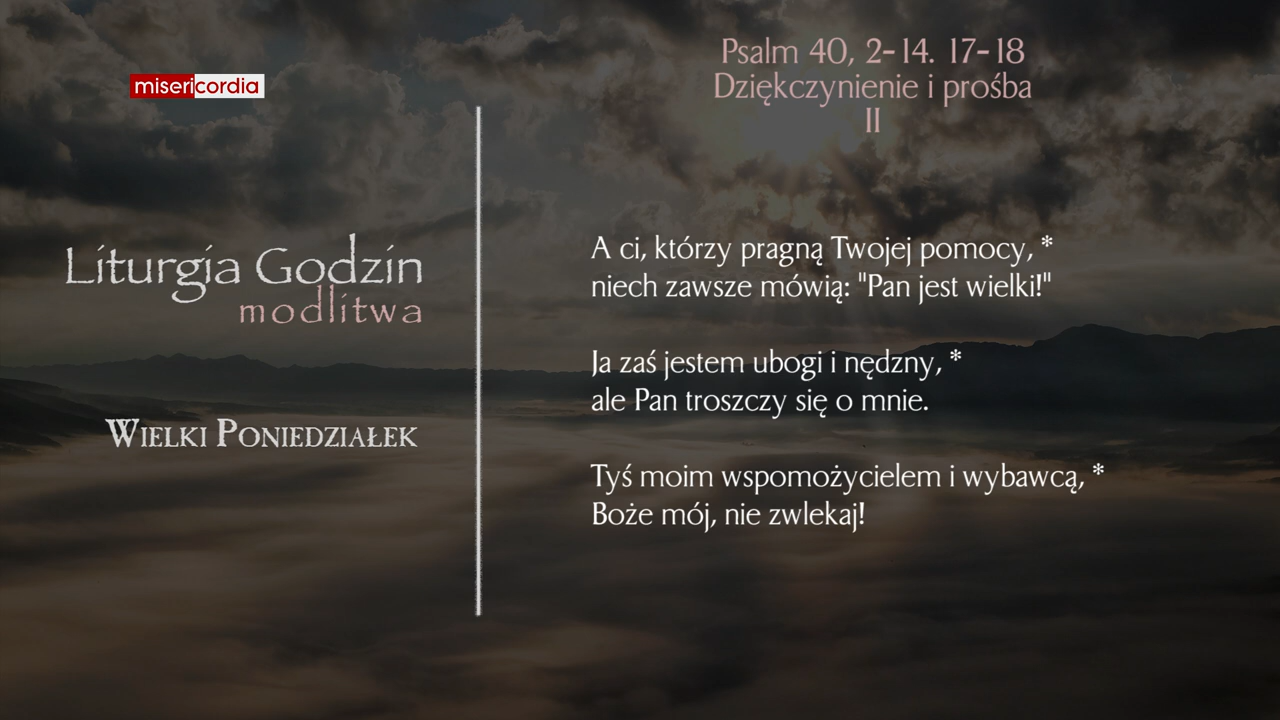 misericordia
Liturgia Godzin
modlitwa
Wielki Poniedziałek
Psalm 40, 2-14. 17-18
Dziękczynienie i prośba
II
A ci, którzy pragną Twojej pomocy, *
niech zawsze mówią: "Pan jest wielki!"
Ja zaś jestem ubogi i nędzny, *
ale Pan troszczy się o mnie.
Tyś moim wspomożycielem i wybawcą, *
Boże mój, nie zwlekaj!